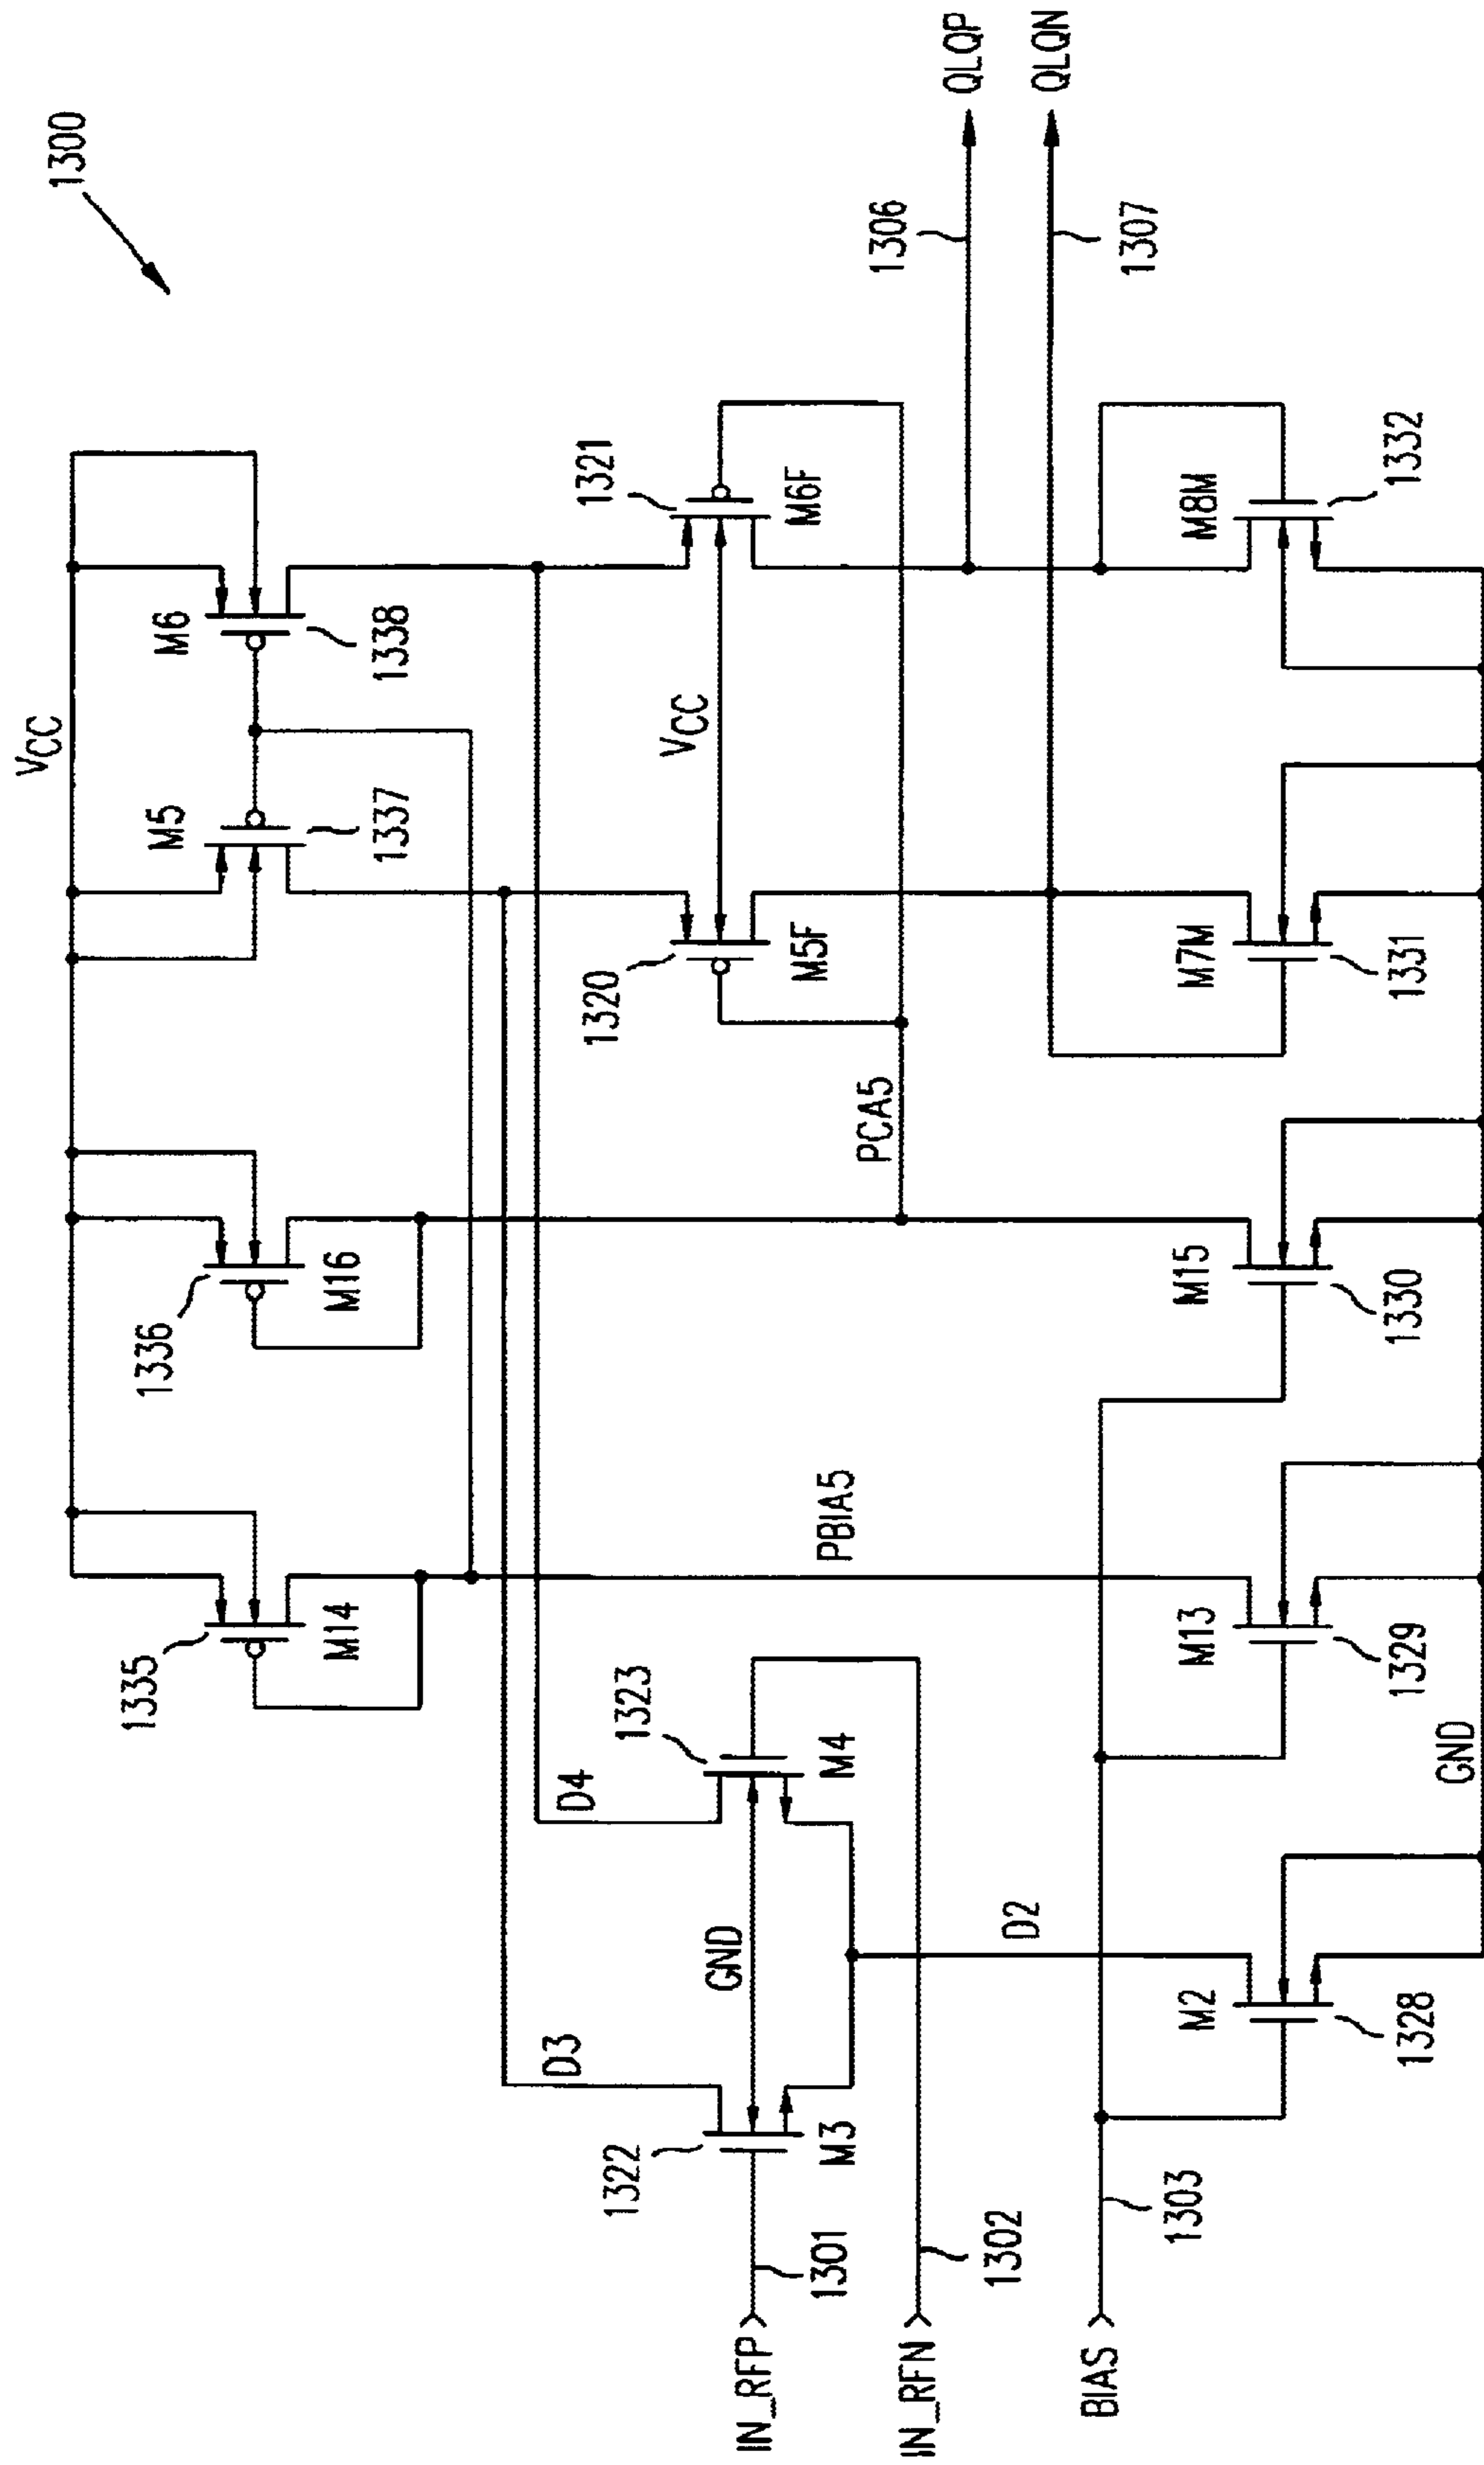 1300
VCC
1335
M14
1336
M16
M5
1337
M6
1338
D3
D4
1322
M3
GND
1323
M4
1320
M5F
VCC
1321
M6F
IN_RFP
1301
IN_RFN
1302
PBIA5
PCA5
1306
QLQP
1307
QLQN
D2
BIAS
1303
M2
1328
M13
1329
M15
1330
M7M
1331
M8M
1332
GND